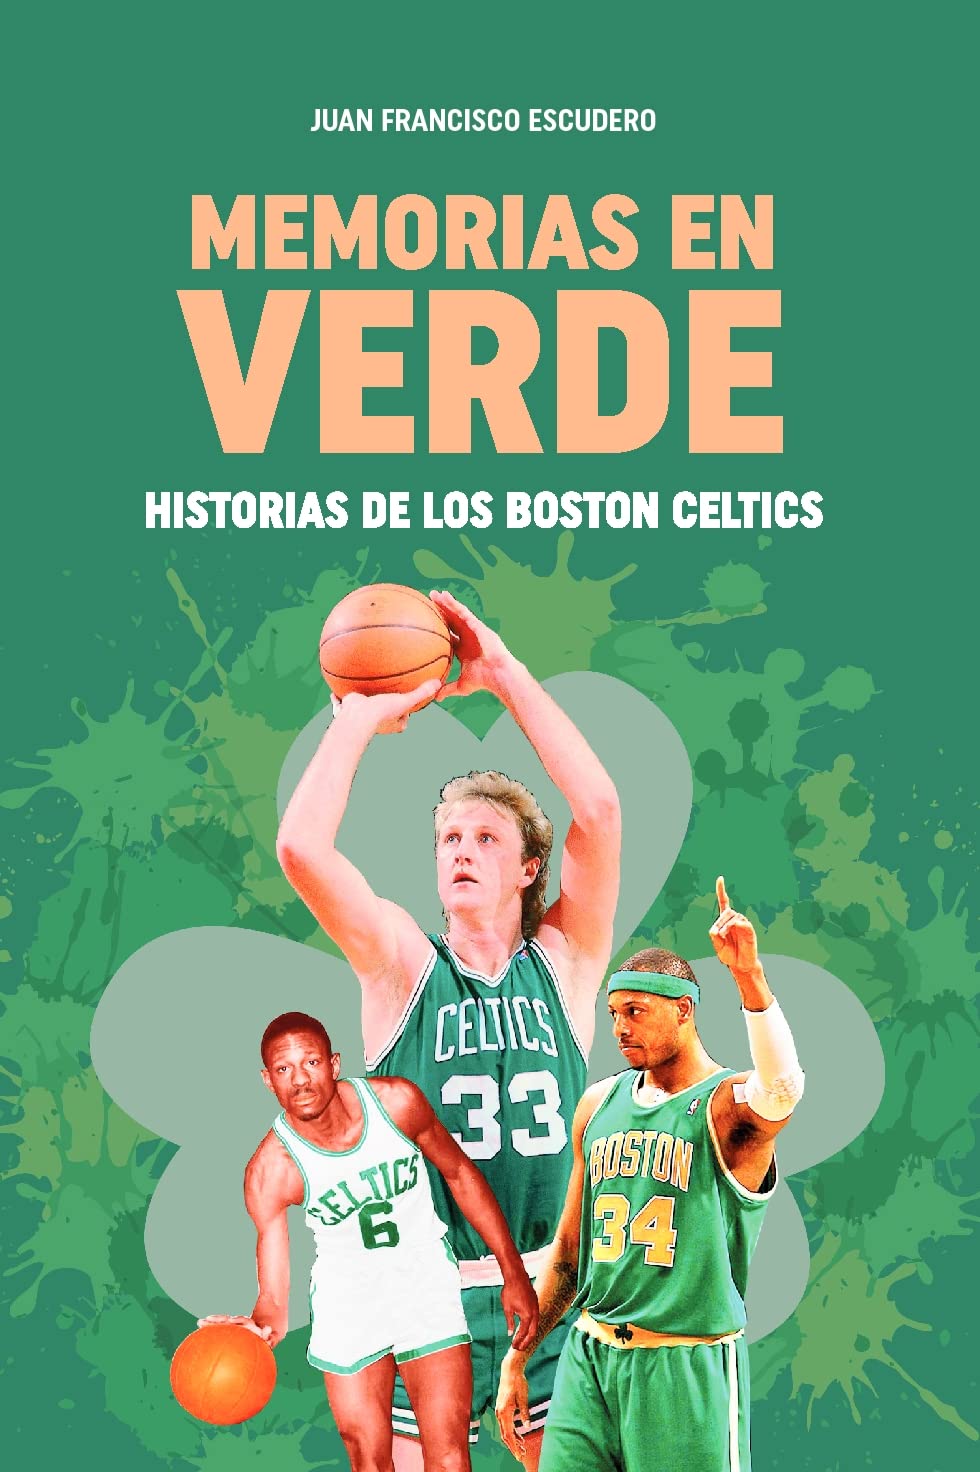 JUAN FRANCISCO ESCUDERO
MEMORIAS EN
VERDE
HISTORIAS DE LOS BOSTON CELTICS
CELTICS
33
CELTICS
6
BOSTON
34